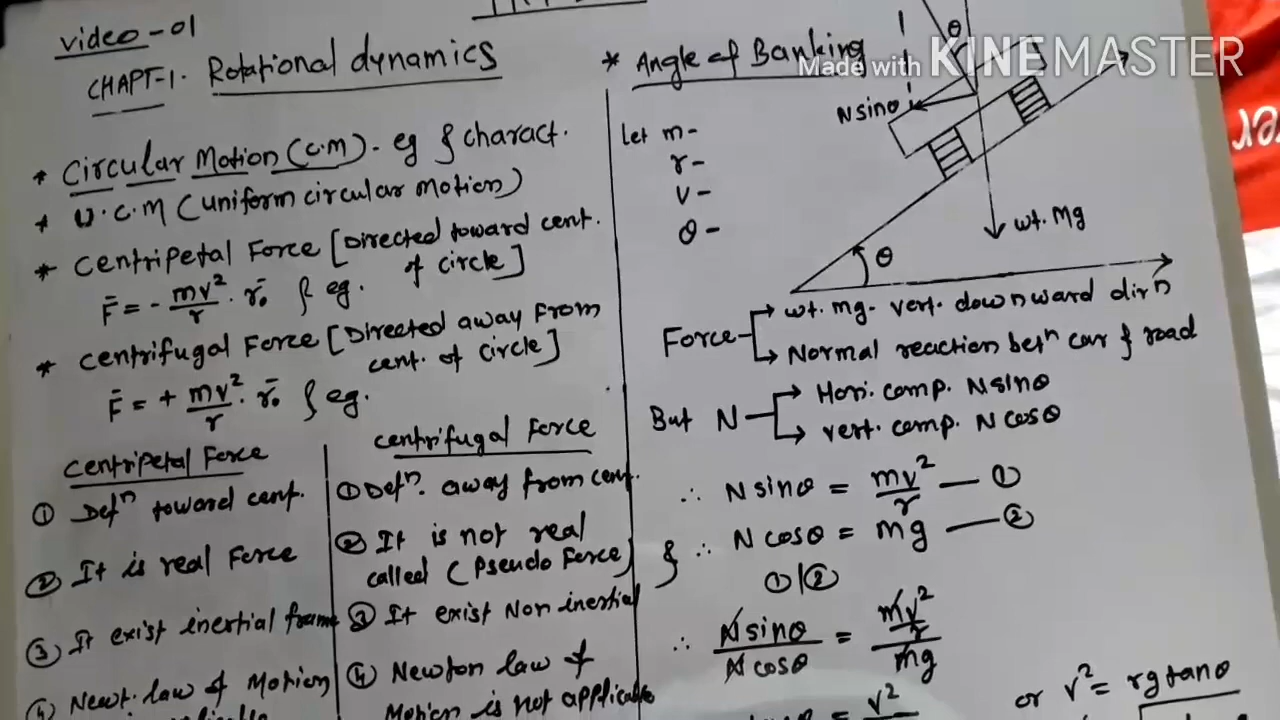 video-01
CHAPT-1. Rotational dynamics
* Circular Motion (C.M) - eg & charact.
* U.C.M (uniform circular motion)
* Centripetal Force [Directed toward cent. of circle]
F̄ = - mv²/r . r̄₀ & eg.
* Centrifugal Force [Directed away from cent. of circle]
F̄ = + mv²/r . r̄₀ & eg.
Centripetal Force
① Defⁿ toward cent.
② It is real Force
③ It exist inertial frame
④ Newt. law of Motion
centrifugal Force
① Defⁿ. away from cent.
② It is not real
called (Pseudo Force)
③ It exist Non inertial
④ Newton law of
Motion is not applicable
* Angle of Banking
Made with KINEMASTER
θ
N sinθ
wt. Mg
θ
Let m-
r-
v-
θ-
Force
wt. mg. vert. downward dirⁿ
Normal reaction betⁿ car & road
But N
Hori. comp. N sinθ
vert. comp. N cosθ
∴ N sinθ = mv²/r — ①
& ∴ N cosθ = mg — ②
①|②
∴ N sinθ / N cosθ = mv²/r / mg
= v²
or v² = rg tanθ